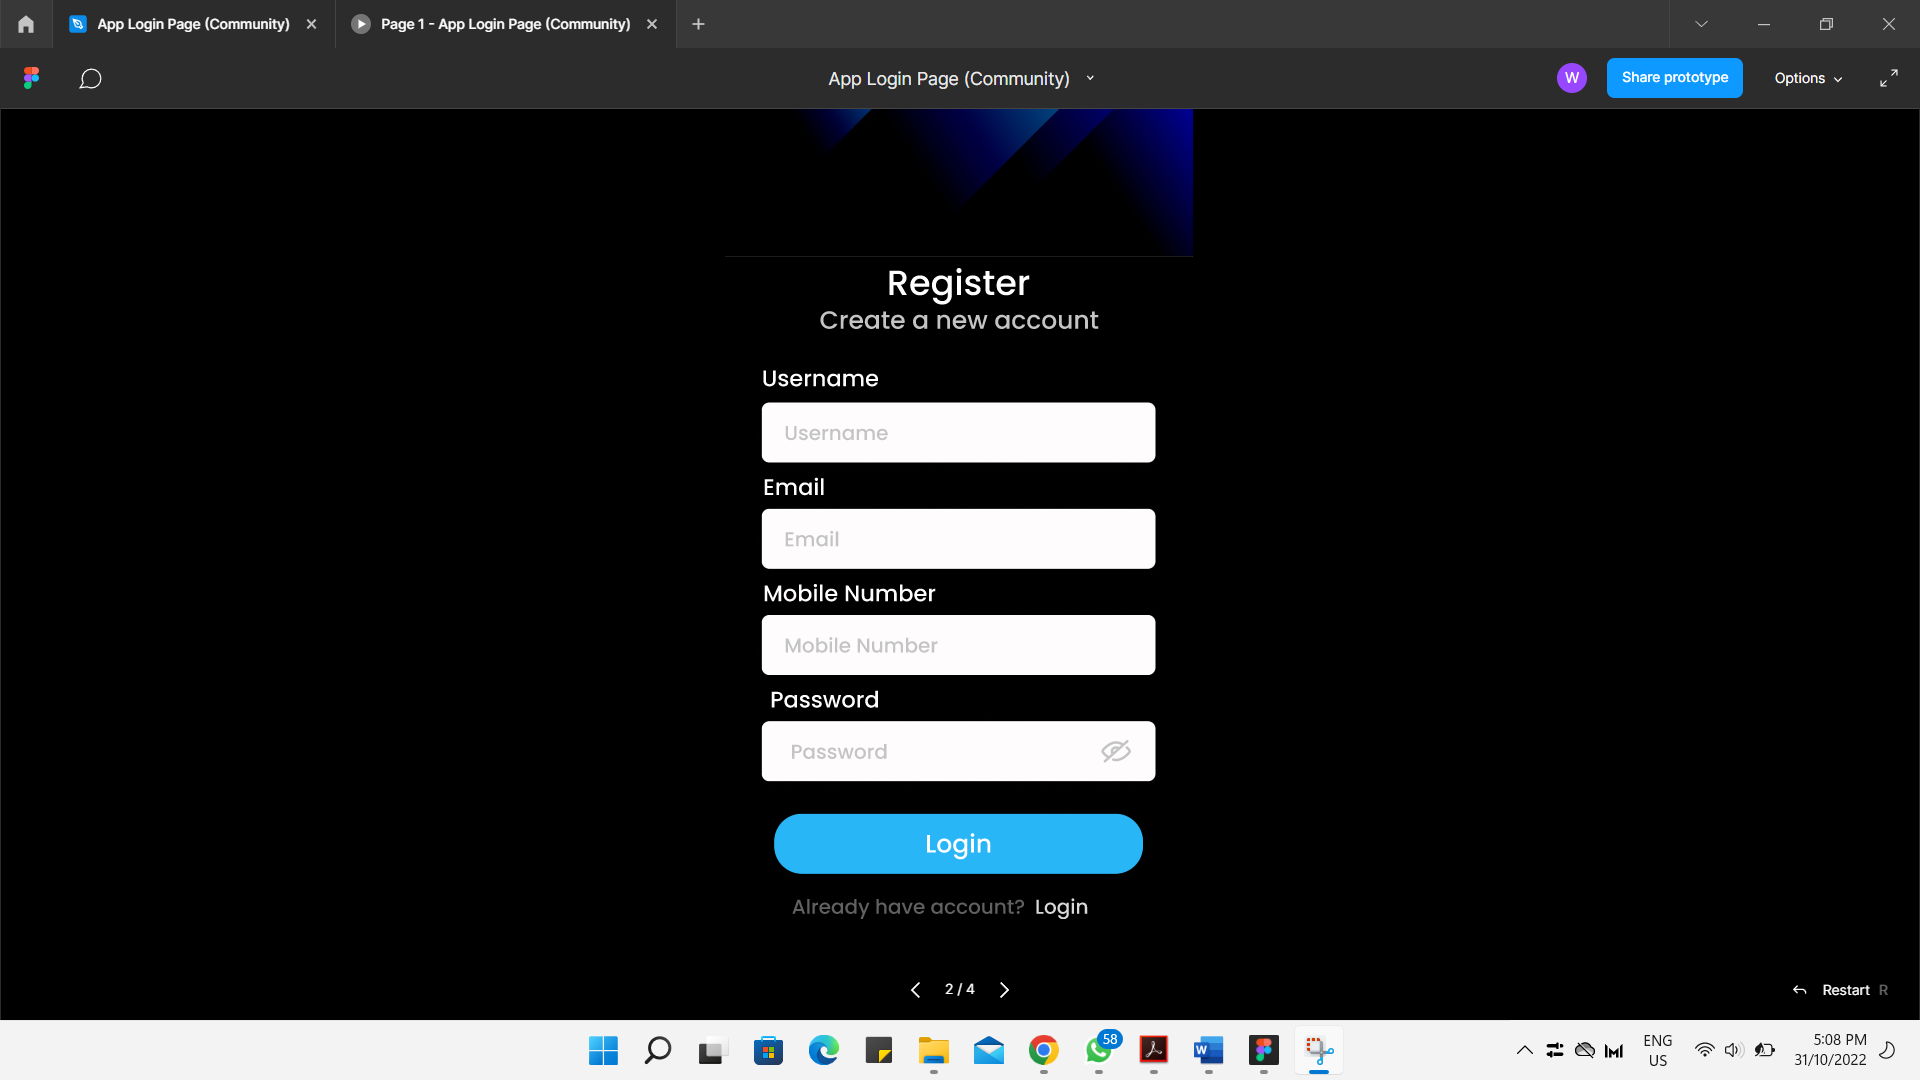 App Login Page (Community)
Page 1 - App Login Page (Community)
App Login Page (Community)
W
Share prototype
Options
Register
Create a new account
Username
Username
Email
Email
Mobile Number
Mobile Number
Password
Password
Login
Already have account? Login
2 / 4
Restart R
58
W
ENG
US
5:08 PM
31/10/2022